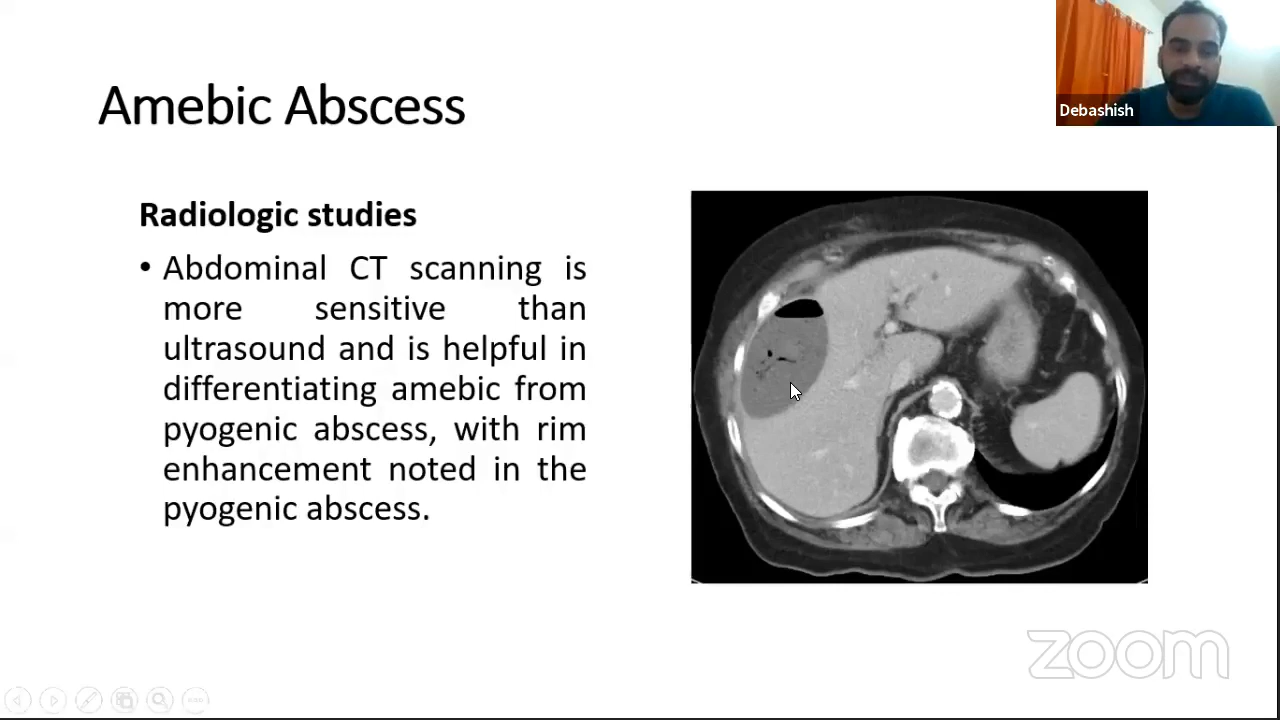 Amebic Abscess
Debashish
Radiologic studies
• Abdominal CT scanning is
more sensitive than
ultrasound and is helpful in
differentiating amebic from
pyogenic abscess, with rim
enhancement noted in the
pyogenic abscess.
zoom